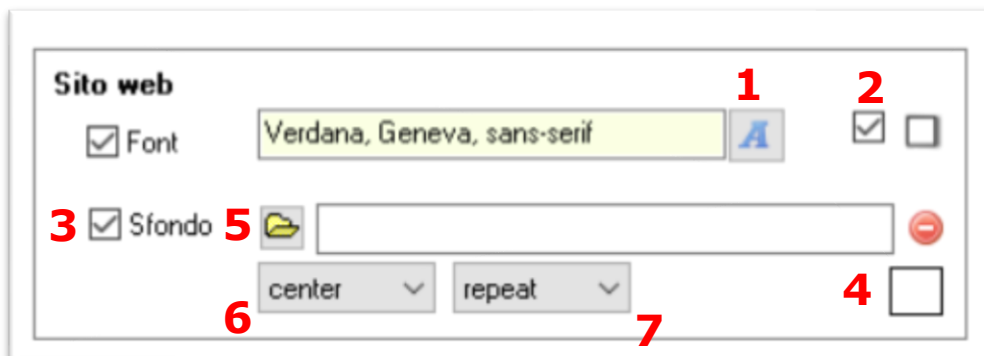 Sito web
1
2
Font
Verdana, Geneva, sans-serif
A
3
Sfondo
5
center
repeat
4
6
7